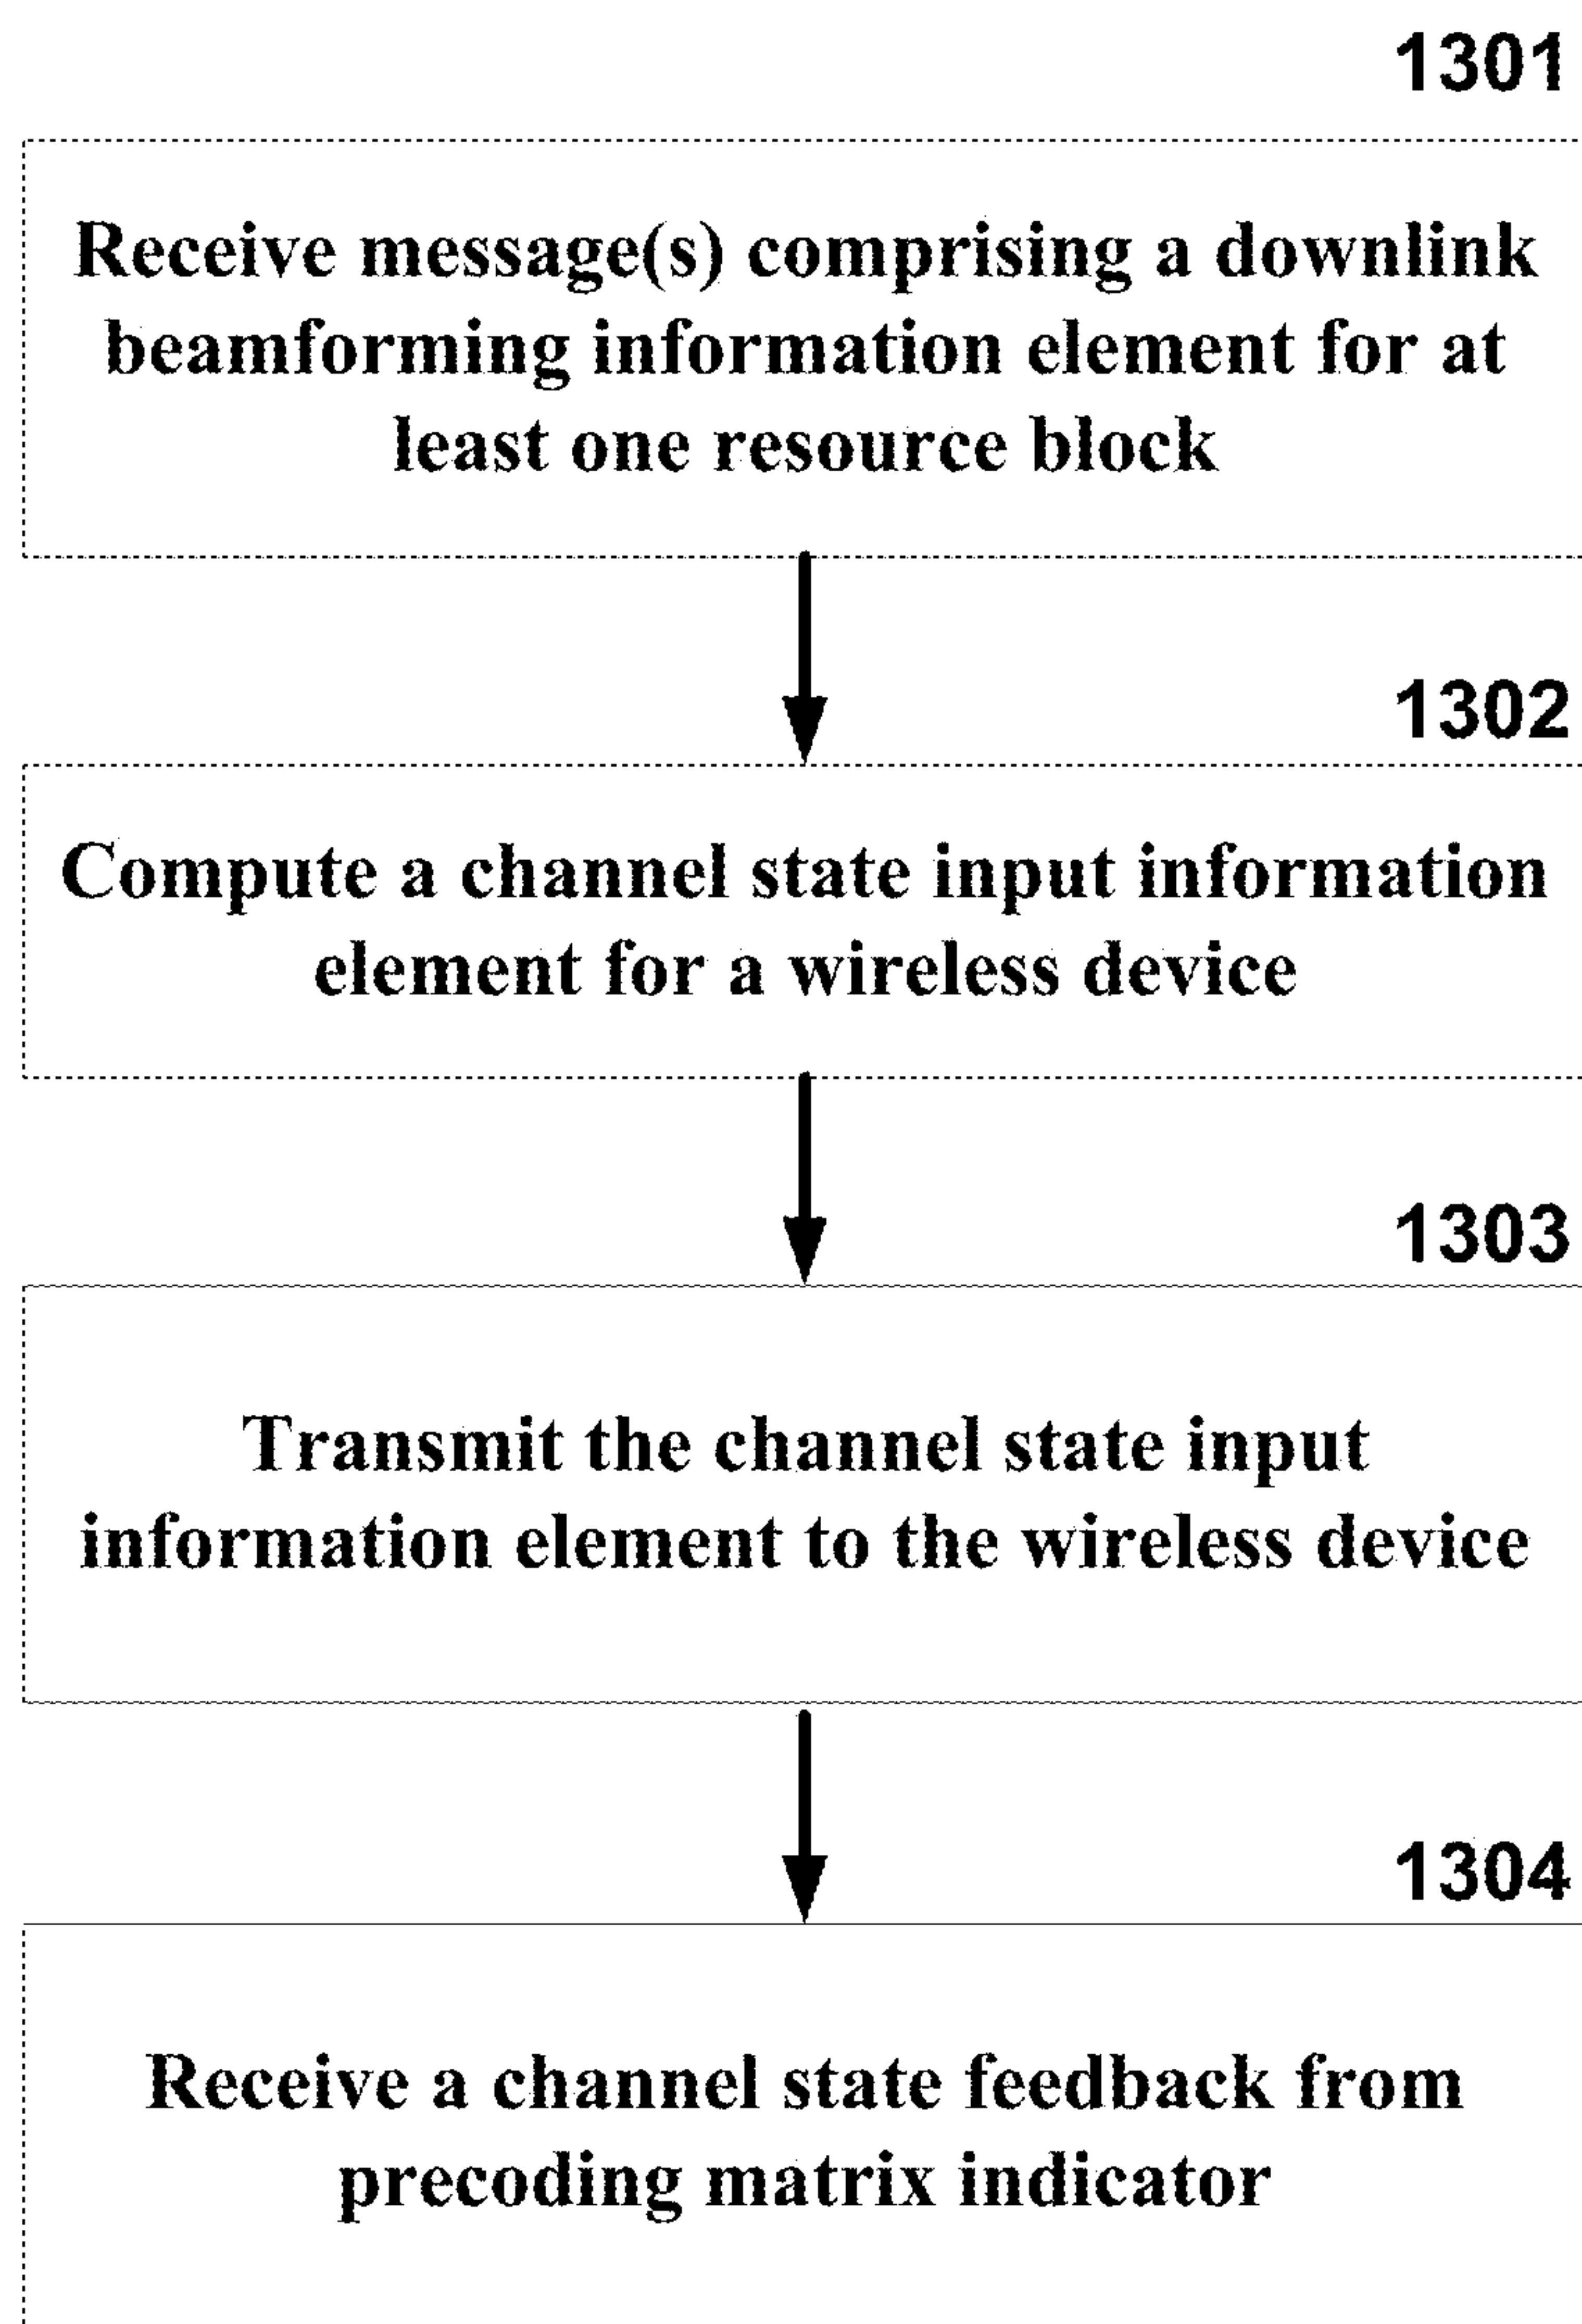 1301
Receive message(s) comprising a downlink
beamforming information element for at
least one resource block
1302
Compute a channel state input information
element for a wireless device
1303
Transmit the channel state input
information element to the wireless device
1304
Receive a channel state feedback from
precoding matrix indicator